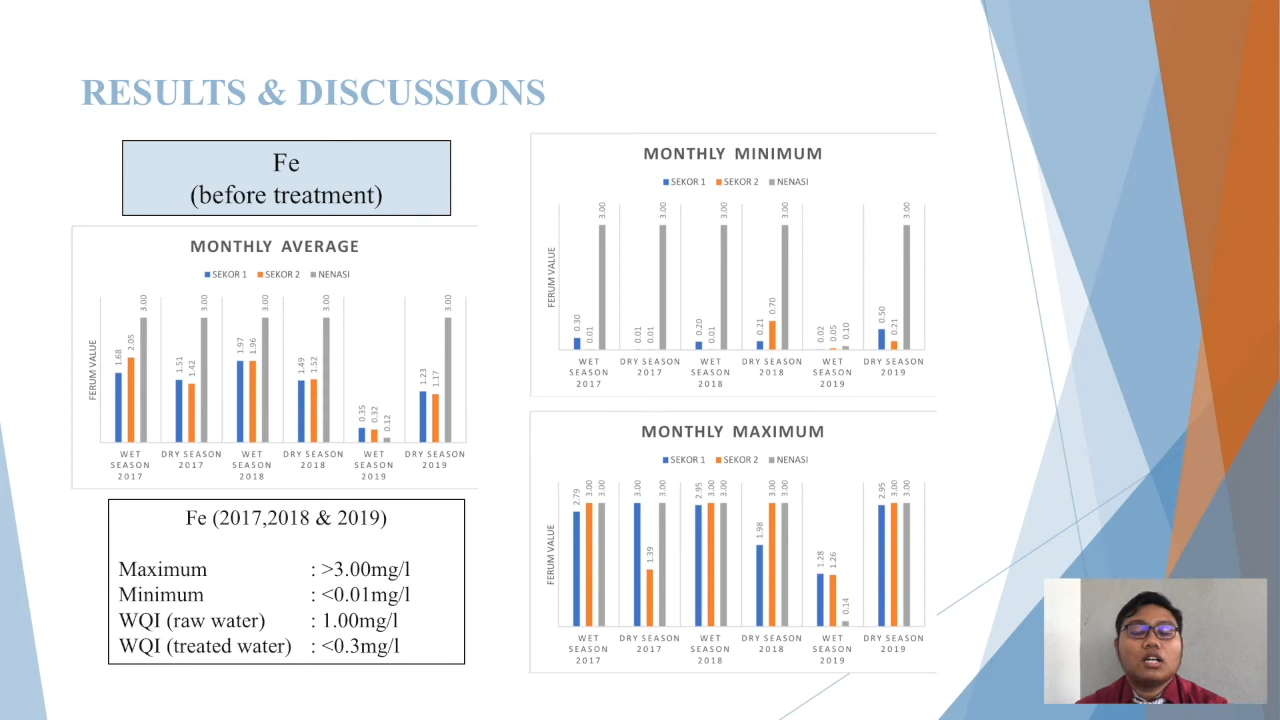 RESULTS & DISCUSSIONS
Fe
(before treatment)
MONTHLY AVERAGE
SEKOR 1 SEKOR 2 NENASI
FERUM VALUE
1.68 2.05 3.00 1.51 1.42 3.00 1.97 1.96 3.00 1.49 1.52 3.00 0.35 0.32 0.12 1.23 1.17 3.00
WET DRY SEASON WET DRY SEASON WET DRY SEASON
SEASON 2017 SEASON 2018 SEASON 2019
2017 2018 2019
Fe (2017,2018 & 2019)
Maximum : >3.00mg/l
Minimum : <0.01mg/l
WQI (raw water) : 1.00mg/l
WQI (treated water) : <0.3mg/l
MONTHLY MINIMUM
SEKOR 1 SEKOR 2 NENASI
FERUM VALUE
0.30 0.01 3.00 0.01 0.01 3.00 0.20 0.01 3.00 0.21 0.70 3.00 0.02 0.05 0.10 0.50 0.21 3.00
WET DRY SEASON WET DRY SEASON WET DRY SEASON
SEASON 2017 SEASON 2018 SEASON 2019
2017 2018 2019
MONTHLY MAXIMUM
SEKOR 1 SEKOR 2 NENASI
FERUM VALUE
2.79 3.00 3.00 3.00 1.39 3.00 2.95 3.00 3.00 1.98 3.00 3.00 1.28 1.26 0.14 2.95 3.00 3.00
WET DRY SEASON WET DRY SEASON WET DRY SEASON
SEASON 2017 SEASON 2018 SEASON 2019
2017 2018 2019